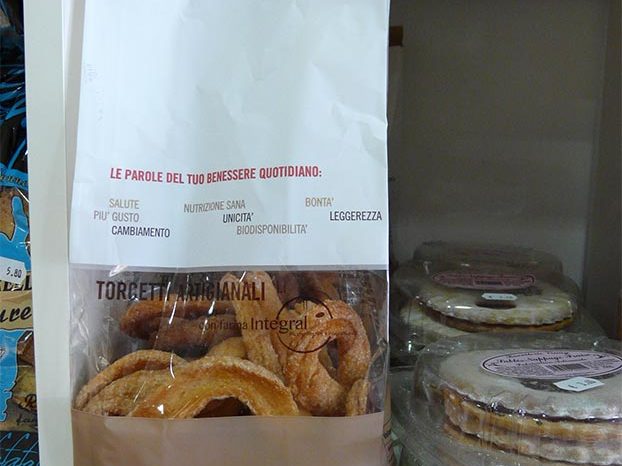 LE PAROLE DEL TUO BENESSERE QUOTIDIANO:
SALUTE NUTRIZIONE SANA BONTA'
PIU' GUSTO UNICITA' LEGGEREZZA
CAMBIAMENTO BIODISPONIBILITA'
TORCETTI ARTIGIANALI
con farina Integral
5.80